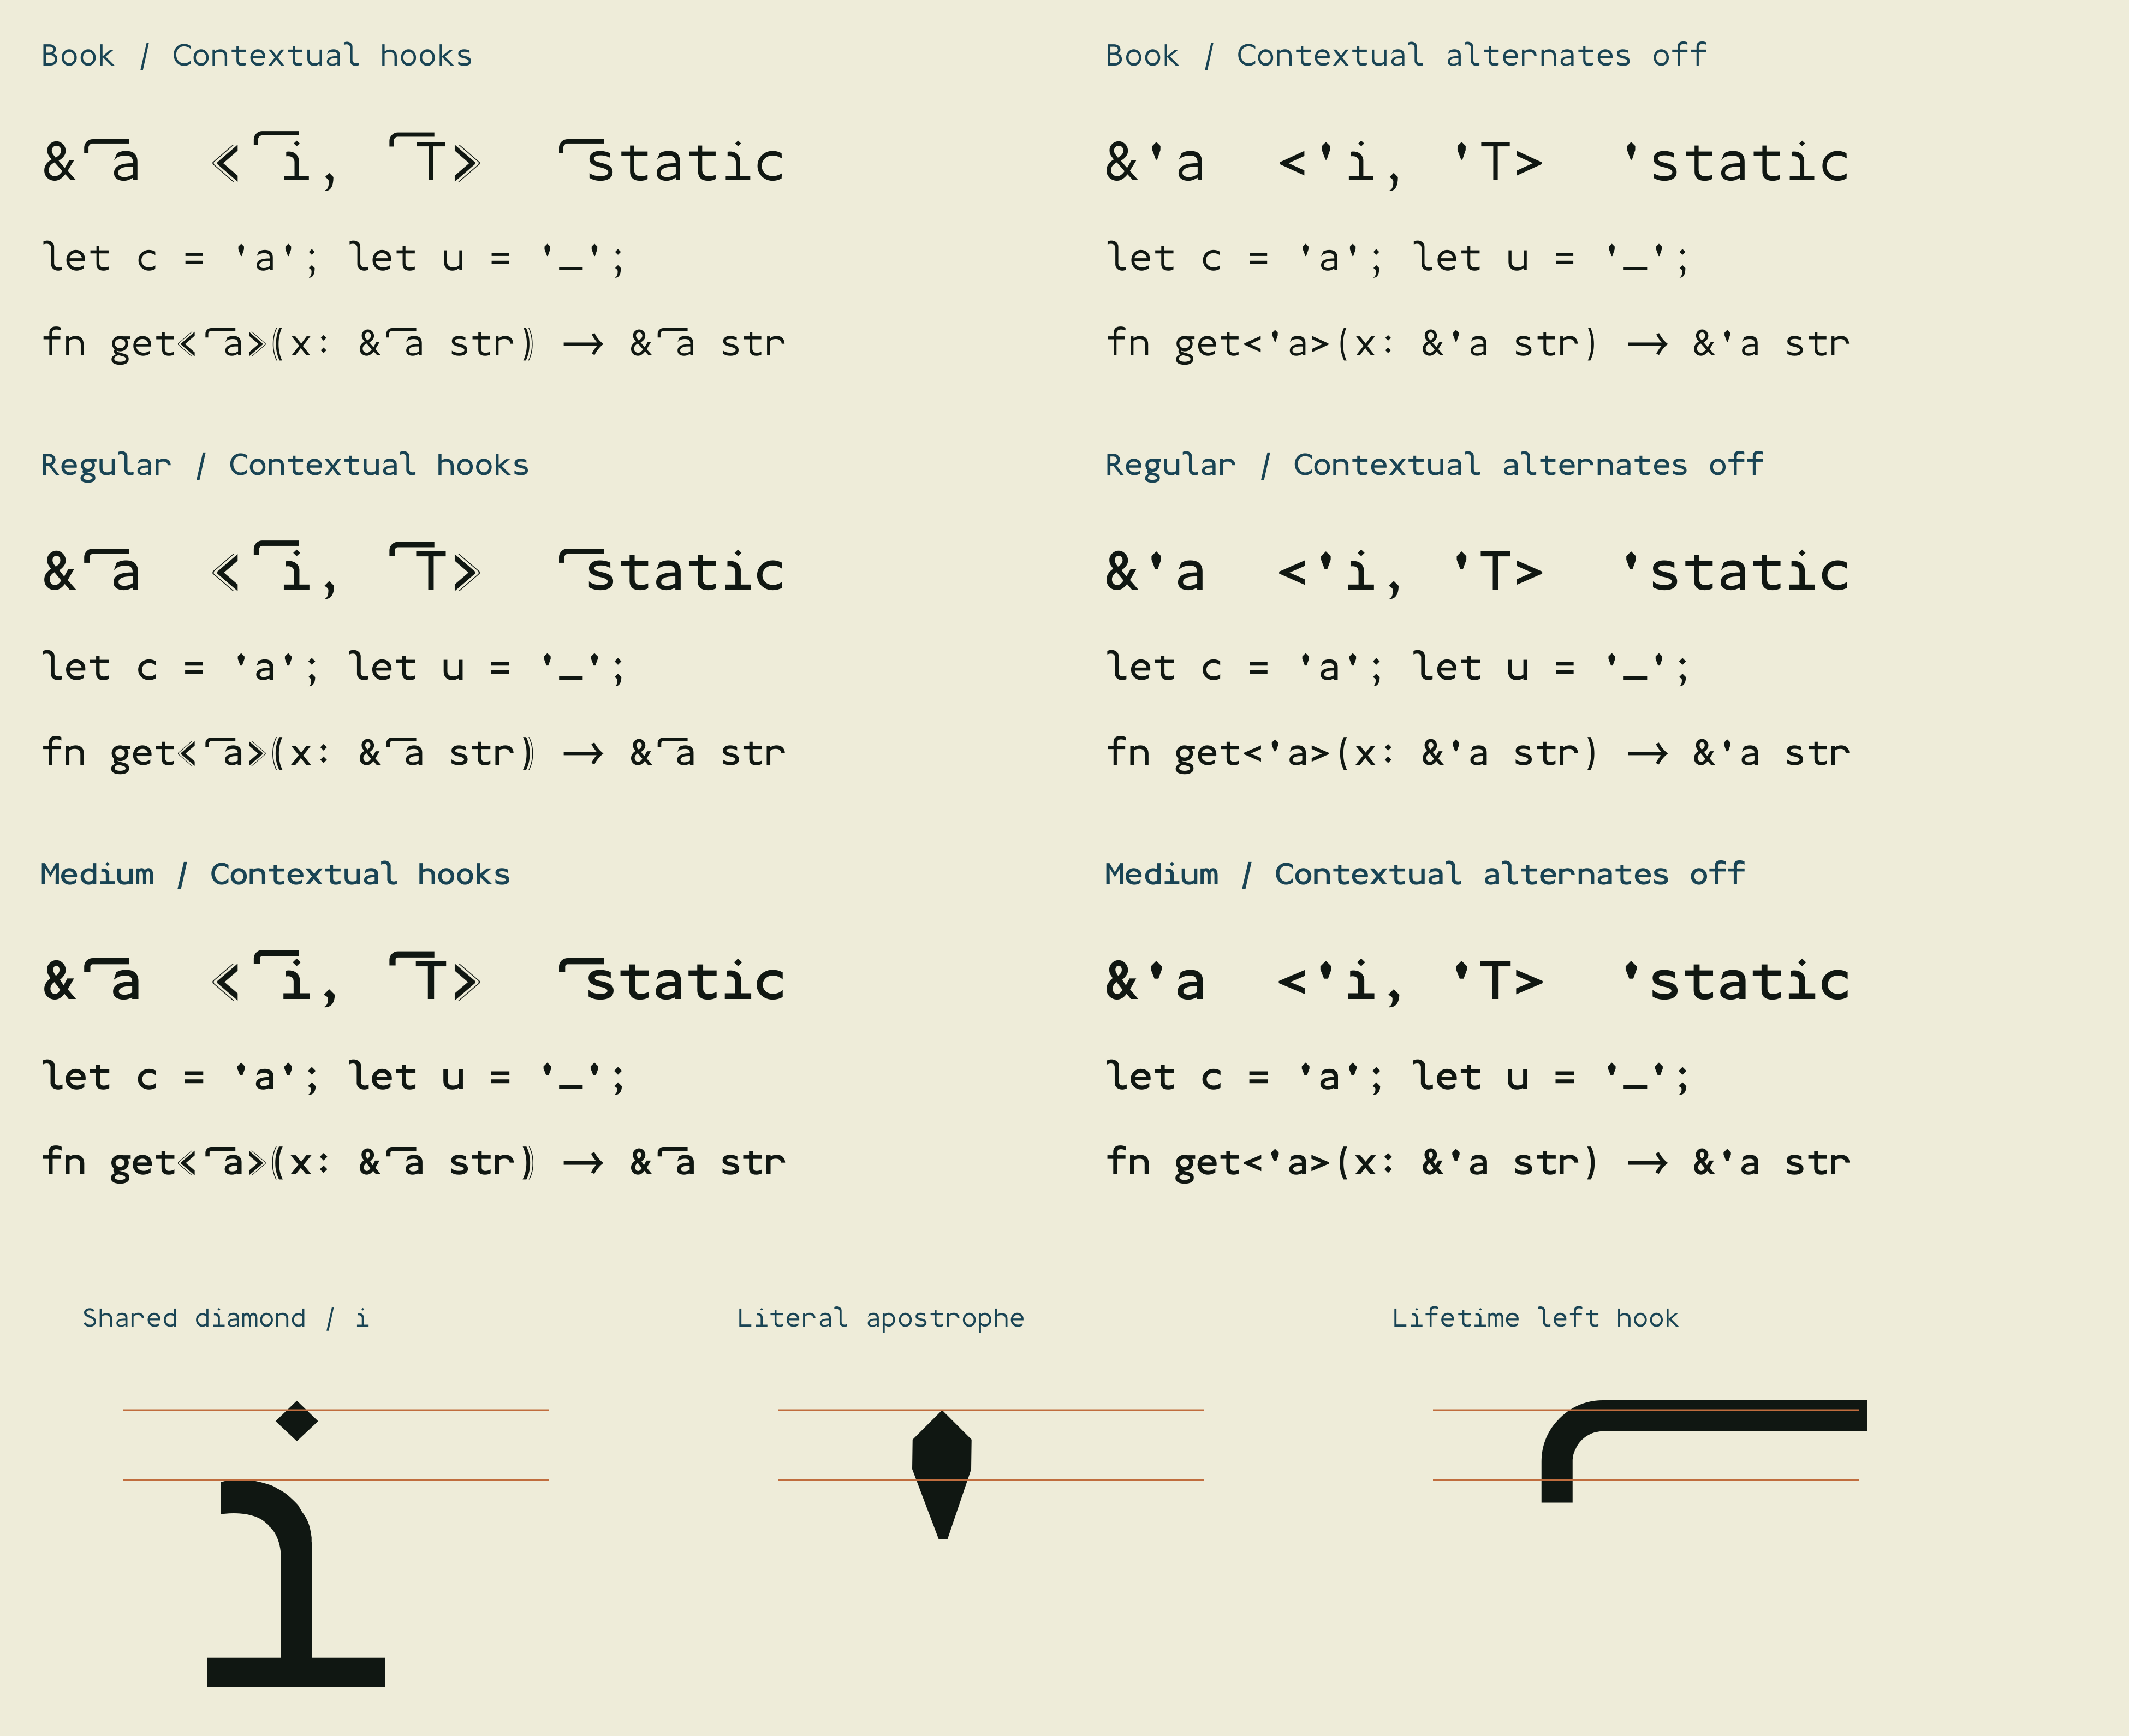 Book / Contextual hooks
&'a  <'i, 'T>  'static
let c = 'a'; let u = '_';
fn get<'a>(x: &'a str) → &'a str
Book / Contextual alternates off
&'a  <'i, 'T>  'static
let c = 'a'; let u = '_';
fn get<'a>(x: &'a str) → &'a str
Regular / Contextual hooks
&'a  <'i, 'T>  'static
let c = 'a'; let u = '_';
fn get<'a>(x: &'a str) → &'a str
Regular / Contextual alternates off
&'a  <'i, 'T>  'static
let c = 'a'; let u = '_';
fn get<'a>(x: &'a str) → &'a str
Medium / Contextual hooks
&'a  <'i, 'T>  'static
let c = 'a'; let u = '_';
fn get<'a>(x: &'a str) → &'a str
Medium / Contextual alternates off
&'a  <'i, 'T>  'static
let c = 'a'; let u = '_';
fn get<'a>(x: &'a str) → &'a str
Shared diamond / i
i
Literal apostrophe
'
Lifetime left hook
'